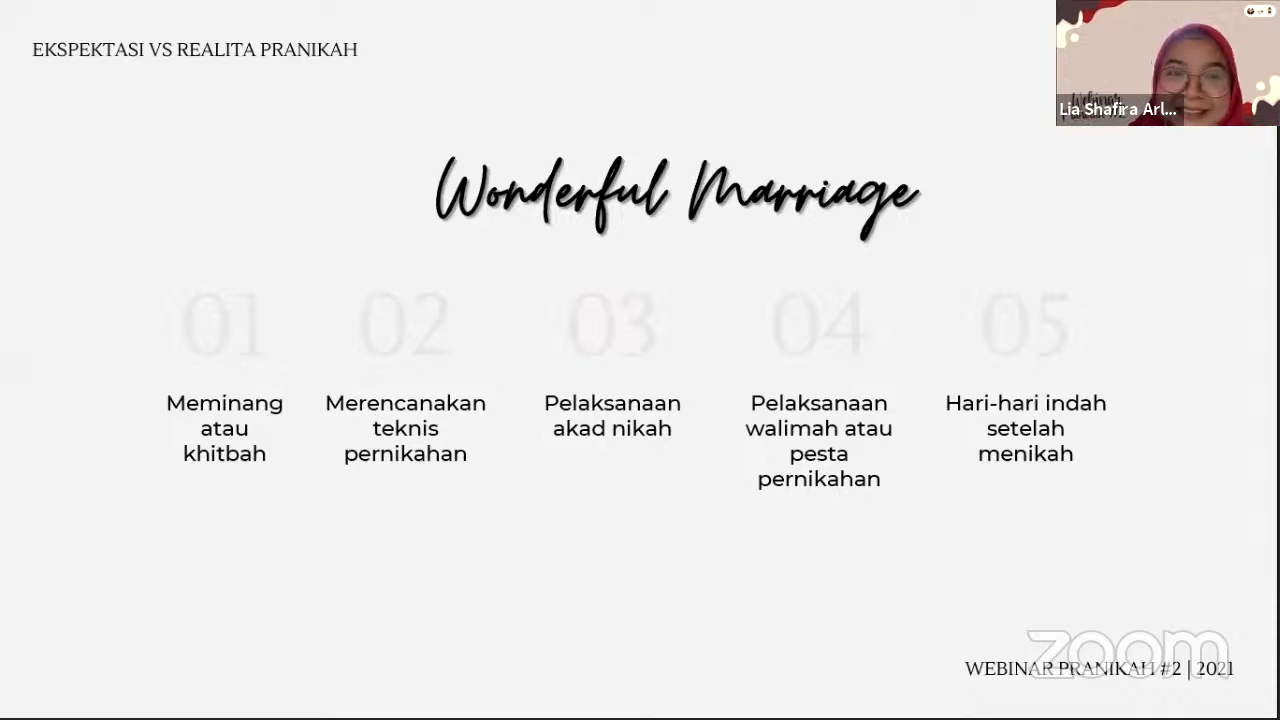 EKSPEKTASI VS REALITA PRANIKAH
Lia Shafira Arl...
Wonderful Marriage
01
02
03
04
05
Meminang
atau
khitbah
Merencanakan
teknis
pernikahan
Pelaksanaan
akad nikah
Pelaksanaan
walimah atau
pesta
pernikahan
Hari-hari indah
setelah
menikah
zoom
WEBINAR PRANIKAH #2 | 2021